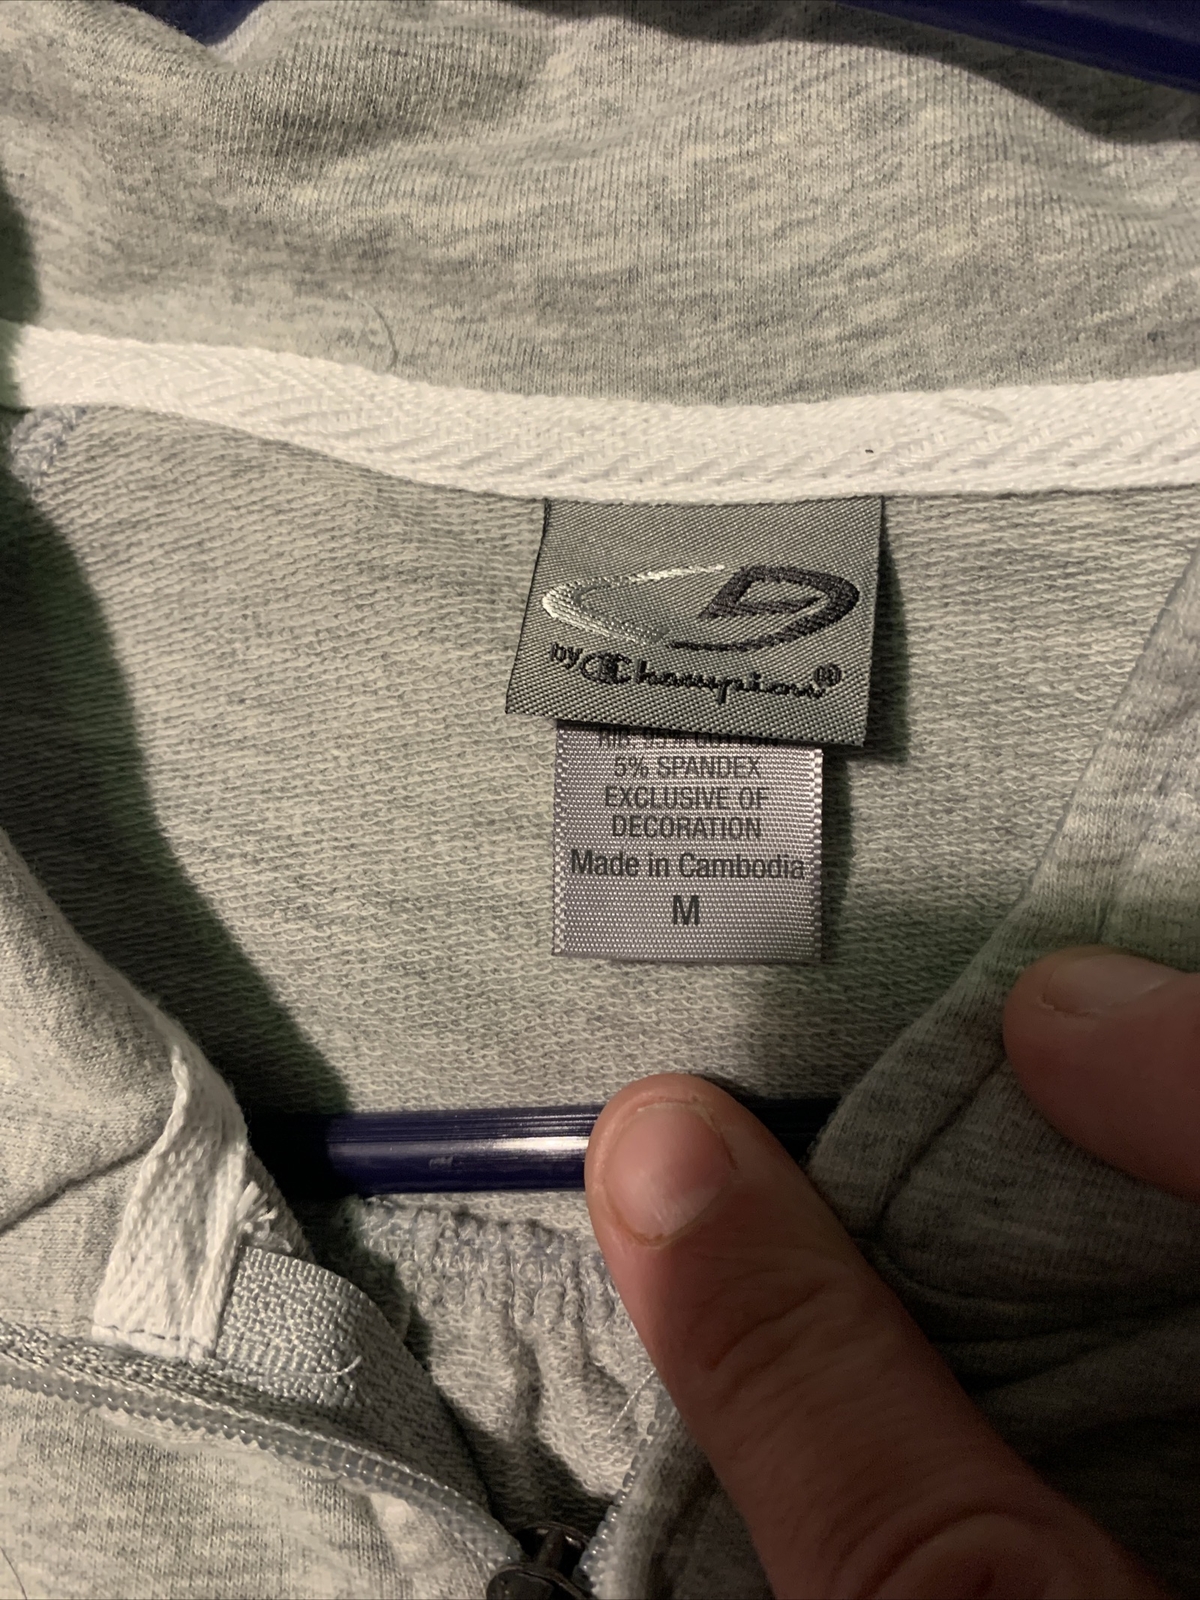 by Champion®
5% SPANDEX
EXCLUSIVE OF
DECORATION
Made in Cambodia
M